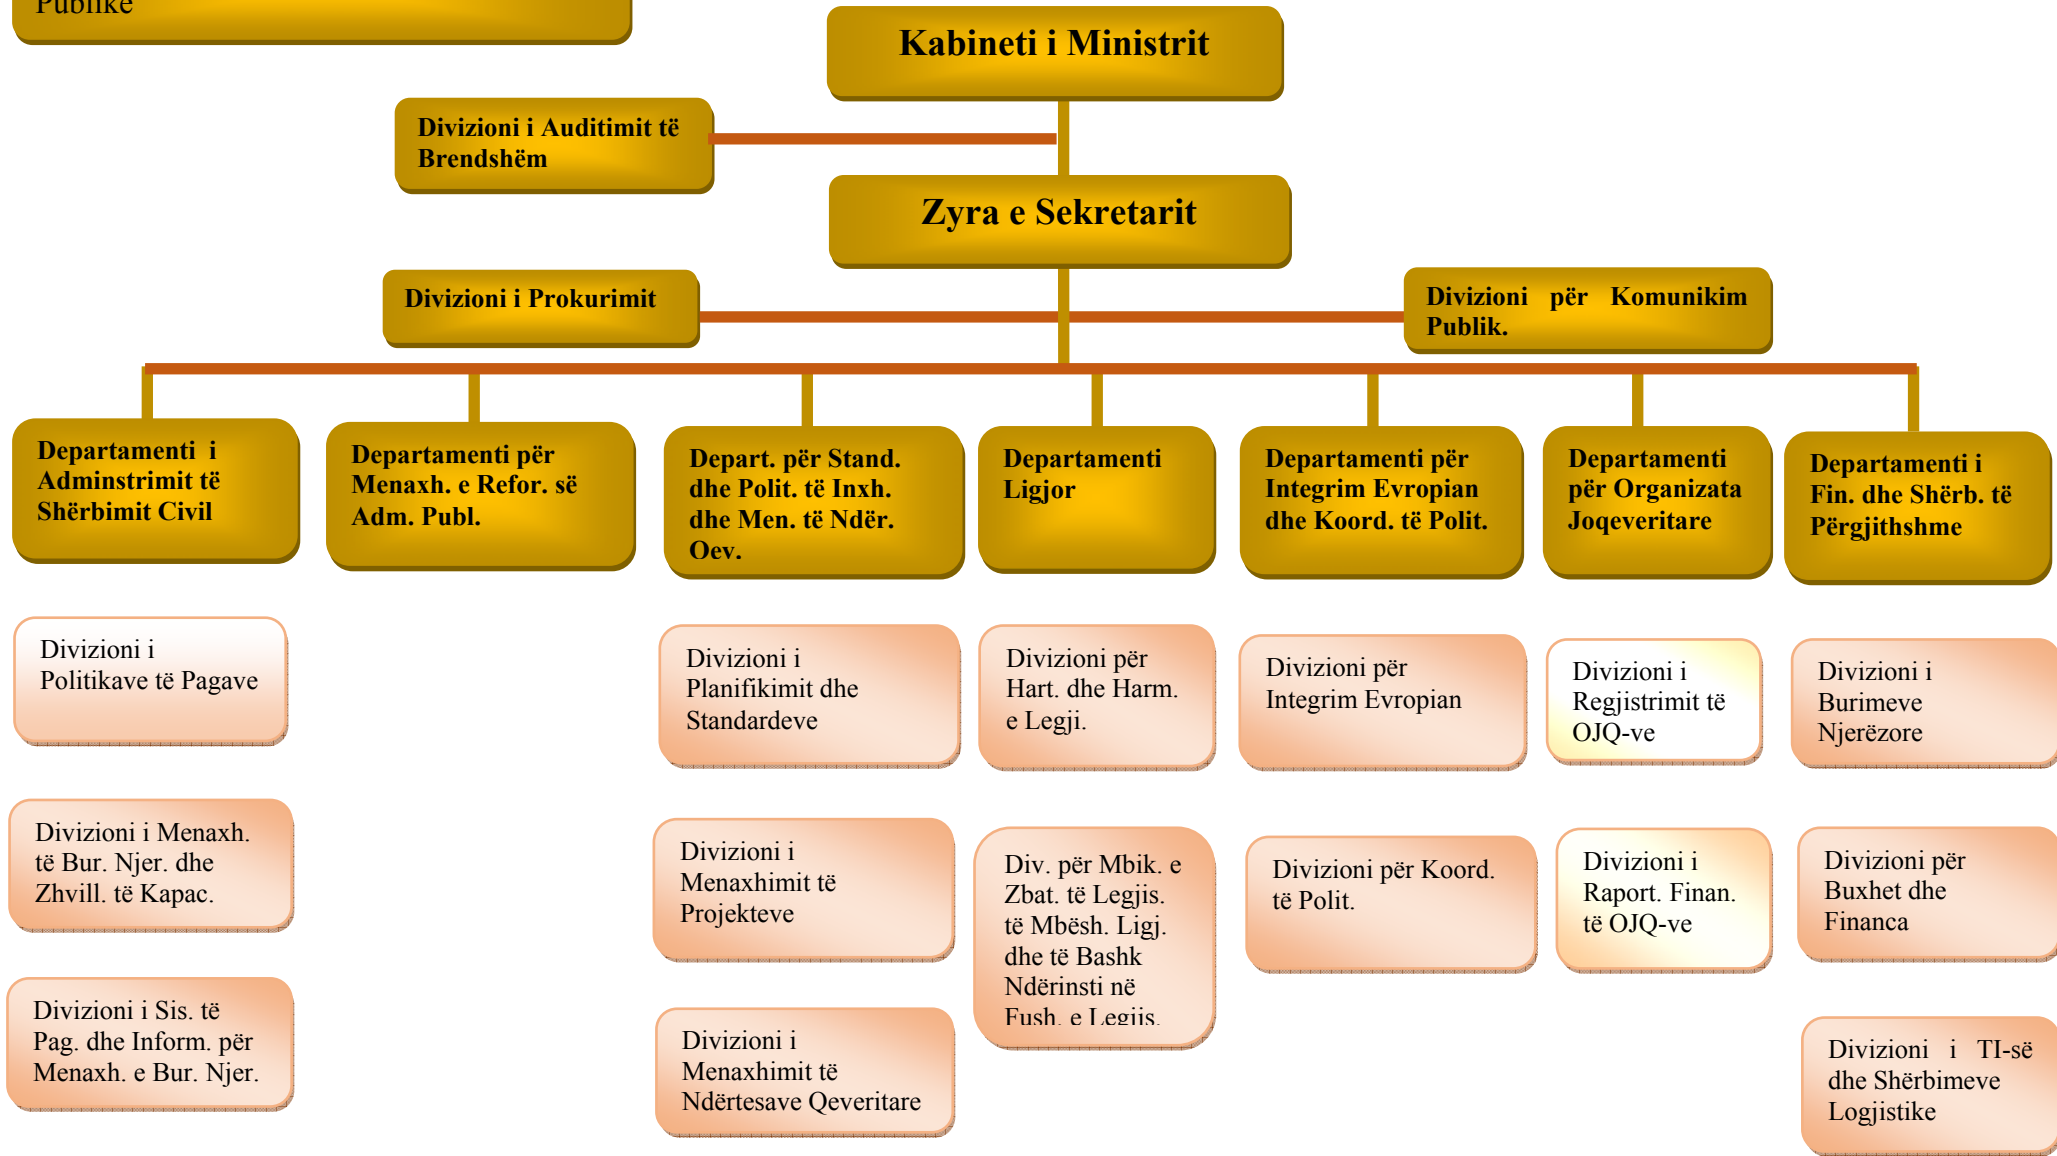 Publike
Kabineti i Ministrit
Divizioni i Auditimit të
Brendshëm
Zyra e Sekretarit
Divizioni i Prokurimit
Divizioni për Komunikim
Publik.
Departamenti i
Adminstrimit të
Shërbimit Civil
Departamenti për
Menaxh. e Refor. së
Adm. Publ.
Depart. për Stand.
dhe Polit. të Inxh.
dhe Men. të Ndër.
Qev.
Departamenti
Ligjor
Departamenti për
Integrim Evropian
dhe Koord. të Polit.
Departamenti
për Organizata
Joqeveritare
Departamenti i
Fin. dhe Shërb. të
Përgjithshme
Divizioni i
Politikave të Pagave
Divizioni i Menaxh.
të Bur. Njer. dhe
Zhvill. të Kapac.
Divizioni i Sis. të
Pag. dhe Inform. për
Menaxh. e Bur. Njer.
Divizioni i
Planifikimit dhe
Standardeve
Divizioni i
Menaxhimit të
Projekteve
Divizioni i
Menaxhimit të
Ndërtesave Qeveritare
Divizioni për
Hart. dhe Harm.
e Legji.
Div. për Mbik. e
Zbat. të Legjis.
të Mbësh. Ligj.
dhe të Bashk
Ndërinsti në
Fush. e Legjis.
Divizioni për
Integrim Evropian
Divizioni për Koord.
të Polit.
Divizioni i
Regjistrimit të
OJQ-ve
Divizioni i
Raport. Finan.
të OJQ-ve
Divizioni i
Burimeve
Njerëzore
Divizioni për
Buxhet dhe
Financa
Divizioni i TI-së
dhe Shërbimeve
Logjistike